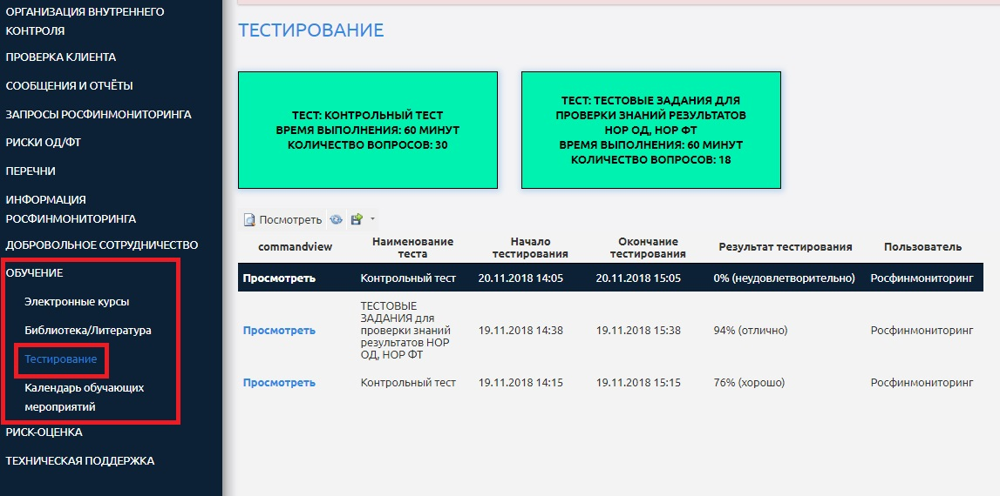 ОРГАНИЗАЦИЯ ВНУТРЕННЕГО
КОНТРОЛЯ
ПРОВЕРКА КЛИЕНТА
СООБЩЕНИЯ И ОТЧЁТЫ
ЗАПРОСЫ РОСФИНМОНИТОРИНГА
РИСКИ ОД/ФТ
ПЕРЕЧНИ
ИНФОРМАЦИЯ
РОСФИНМОНИТОРИНГА
ДОБРОВОЛЬНОЕ СОТРУДНИЧЕСТВО
ОБУЧЕНИЕ
Электронные курсы
Библиотека/Литература
Тестирование
Календарь обучающих
мероприятий
РИСК-ОЦЕНКА
ТЕХНИЧЕСКАЯ ПОДДЕРЖКА
ТЕСТИРОВАНИЕ
ТЕСТ: КОНТРОЛЬНЫЙ ТЕСТ
ВРЕМЯ ВЫПОЛНЕНИЯ: 60 МИНУТ
КОЛИЧЕСТВО ВОПРОСОВ: 30
ТЕСТ: ТЕСТОВЫЕ ЗАДАНИЯ ДЛЯ
ПРОВЕРКИ ЗНАНИЙ РЕЗУЛЬТАТОВ
НОР ОД, НОР ФТ
ВРЕМЯ ВЫПОЛНЕНИЯ: 60 МИНУТ
КОЛИЧЕСТВО ВОПРОСОВ: 18
Посмотреть
commandview
Наименование
теста
Начало
тестирования
Окончание
тестирования
Результат тестирования
Пользователь
Просмотреть Контрольный тест 20.11.2018 14:05 20.11.2018 15:05 0% (неудовлетворительно) Росфинмониторинг
Просмотреть
ТЕСТОВЫЕ
ЗАДАНИЯ для
проверки знаний
результатов НОР
ОД, НОР ФТ
19.11.2018 14:38 19.11.2018 15:38 94% (отлично) Росфинмониторинг
Просмотреть Контрольный тест 19.11.2018 14:15 19.11.2018 15:15 76% (хорошо) Росфинмониторинг